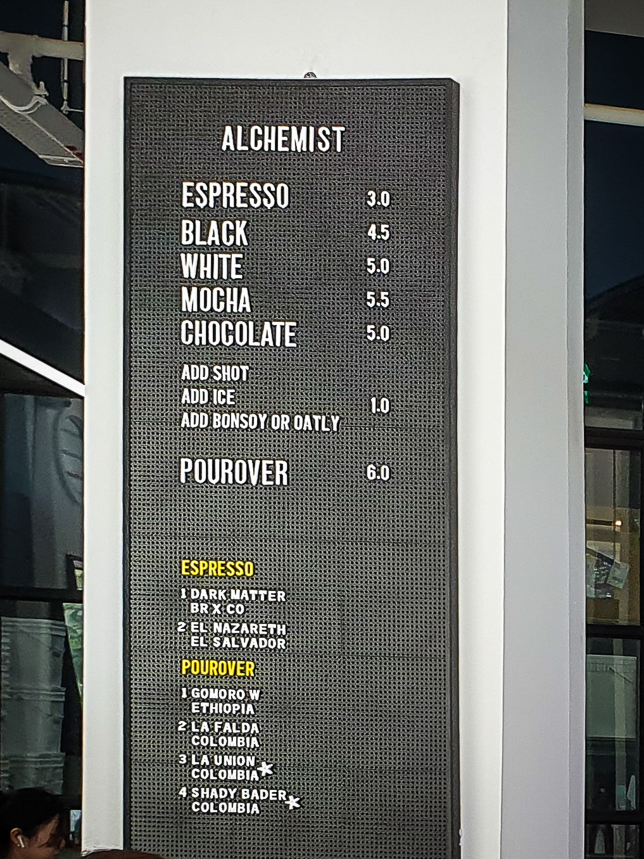 ALCHEMIST
ESPRESSO 3.0
BLACK 4.5
WHITE 5.0
MOCHA 5.5
CHOCOLATE 5.0
ADD SHOT
ADD ICE 1.0
ADD BONSOY OR OATLY
POUROVER 6.0
ESPRESSO
1 DARK MATTER
BR X CO
2 EL NAZARETH
EL SALVADOR
POUROVER
1 GOMORO W
ETHIOPIA
2 LA FALDA
COLOMBIA
3 LA UNION
COLOMBIA
4 SHADY BADER
COLOMBIA